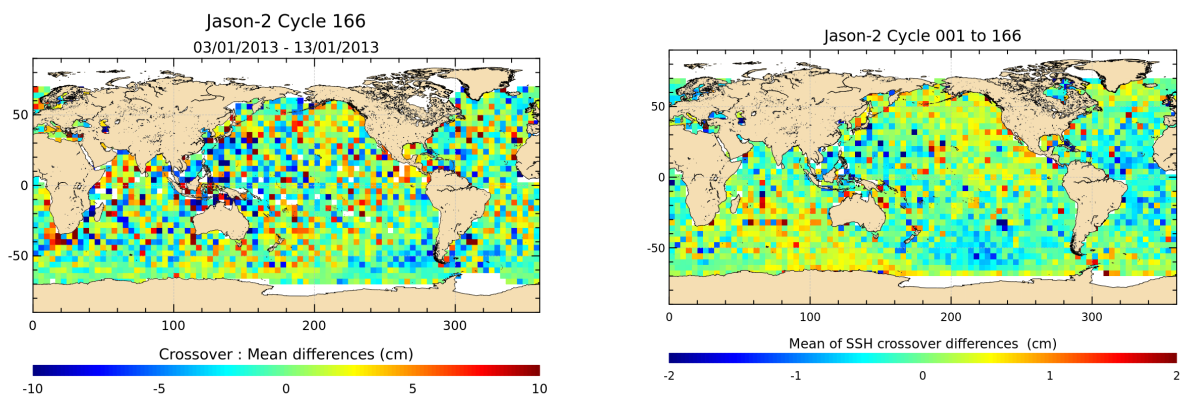 Jason-2 Cycle 166
03/01/2013 - 13/01/2013
50
0
-50
0 100 200 300
Crossover : Mean differences (cm)
-10 -5 0 5 10
Jason-2 Cycle 001 to 166
50
0
-50
0 100 200 300
Mean of SSH crossover differences (cm)
-2 -1 0 1 2